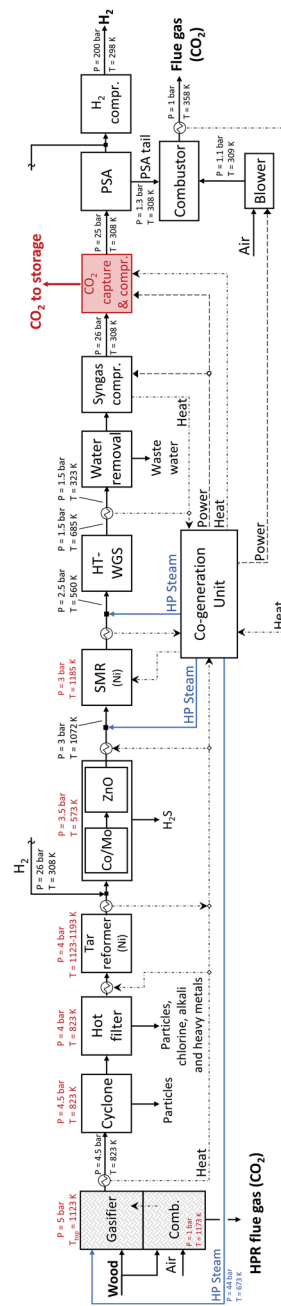 P = 5 bar
T_top = 1123 K
Gasifier
Comb.
P = 1 bar
T = 1173 K
Wood
Air
HP Steam
P = 44 bar
T = 673 K
HPR flue gas (CO₂)
P = 4.5 bar
T = 823 K
Heat
P = 4.5 bar
T = 823 K
Cyclone
Particles
P = 4 bar
T = 823 K
Hot
filter
Particles,
chlorine, alkali
and heavy metals
P = 4 bar
T = 1123-1193 K
Tar
reformer
(Ni)
H₂
P = 26 bar
T = 308 K
P = 3.5 bar
T = 573 K
Co/Mo
ZnO
H₂S
P = 3 bar
T = 1072 K
HP Steam
P = 3 bar
T = 1185 K
SMR
(Ni)
P = 2.5 bar
T = 560 K
HP Steam
HT-
WGS
P = 1.5 bar
T = 685 K
P = 1.5 bar
T = 323 K
Water
removal
Waste
water
Syngas
compr.
Heat
Co-generation
Unit
Power
Heat
Power
Heat
P = 26 bar
T = 308 K
CO₂ to storage
CO₂
capture
& compr.
P = 25 bar
T = 308 K
PSA
P = 1.3 bar
T = 308 K
PSA tail
H₂
compr.
P = 200 bar
T = 298 K
H₂
Combustor
P = 1 bar
T = 358 K
Flue gas
(CO₂)
P = 1.1 bar
T = 309 K
Blower
Air